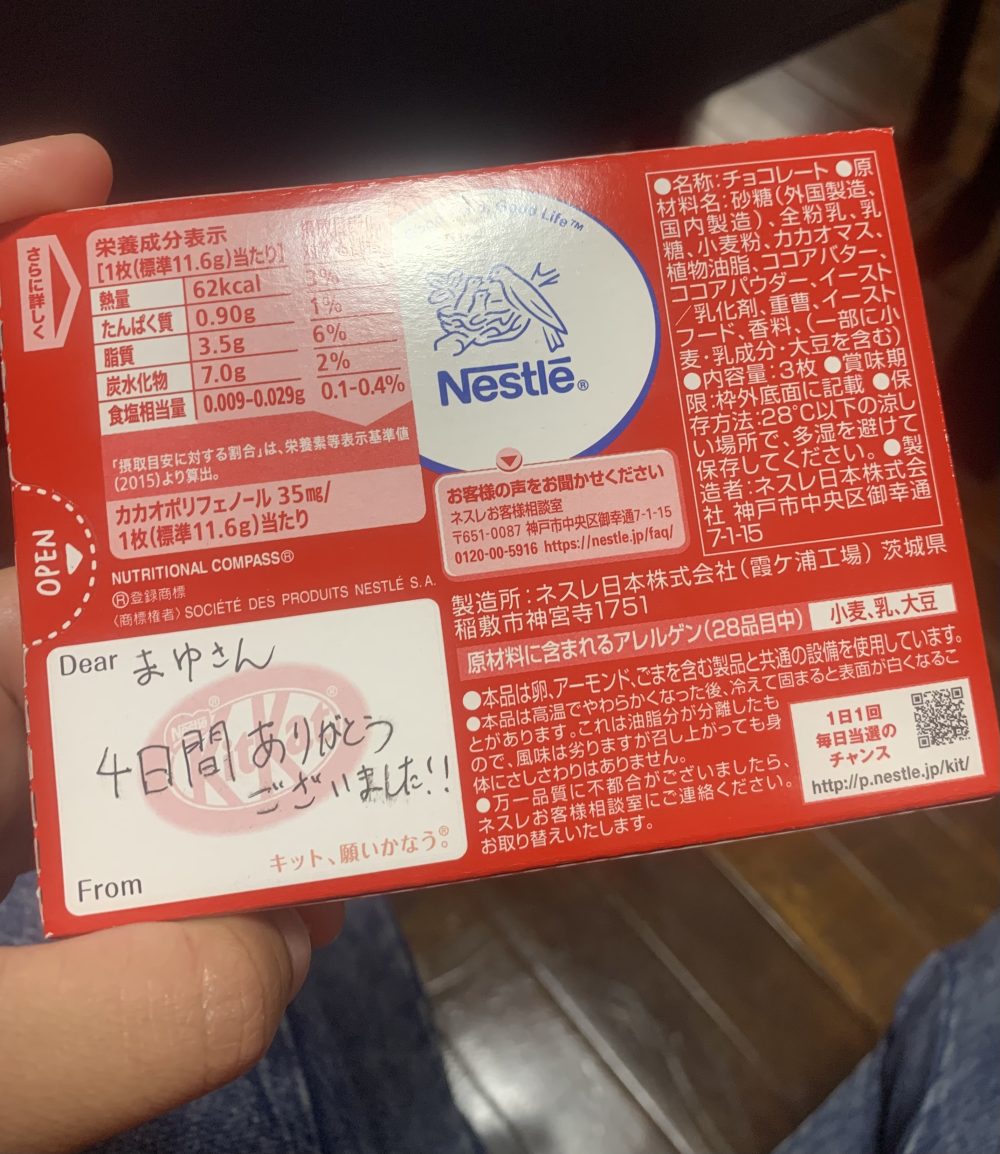 さらに詳しく
栄養成分表示
[1枚(標準11.6g)当たり]
熱量 62kcal 3%
たんぱく質 0.90g 1%
脂質 3.5g 6%
炭水化物 7.0g 2%
食塩相当量 0.009-0.029g 0.1-0.4%
「摂取目安に対する割合」は、栄養素等表示基準値
(2015)より算出。
カカオポリフェノール 35mg/
1枚(標準11.6g)当たり
NUTRITIONAL COMPASS®
®登録商標
〈商標権者〉SOCIÉTÉ DES PRODUITS NESTLÉ S.A.
OPEN
Good Life™
Nestlé®
お客様の声をお聞かせください
ネスレお客様相談室
〒651-0087 神戸市中央区御幸通7-1-15
0120-00-5916 https://nestle.jp/faq/
●名称:チョコレート ●原
材料名:砂糖(外国製造、
国内製造)、全粉乳、乳
糖、小麦粉、カカオマス、
植物油脂、ココアバター、
ココアパウダー、イースト
/乳化剤、重曹、イースト
フード、香料、(一部に小
麦・乳成分・大豆を含む)
●内容量:3枚 ●賞味期
限:枠外底面に記載 ●保
存方法:28℃以下の涼し
い場所で、多湿を避けて
保存してください。●製
造者:ネスレ日本株式会
社 神戸市中央区御幸通
7-1-15
製造所:ネスレ日本株式会社(霞ケ浦工場) 茨城県
稲敷市神宮寺1751
原材料に含まれるアレルゲン(28品目中) 小麦、乳、大豆
●本品は卵、アーモンド、ごまを含む製品と共通の設備を使用しています。
●本品は高温でやわらかくなった後、冷えて固まると表面が白くなるこ
とがあります。これは油脂分が分離したも
ので、風味は劣りますが召し上がっても身
体にさしさわりはありません。
●万一品質に不都合がございましたら、
ネスレお客様相談室にご連絡ください。
お取り替えいたします。
1日1回
毎日当選の
チャンス
http://p.nestle.jp/kit/
Dear まゆさん
Nestlé
KitKat®
4日間ありがとう
ございました!!
キット、願いかなう。®
From